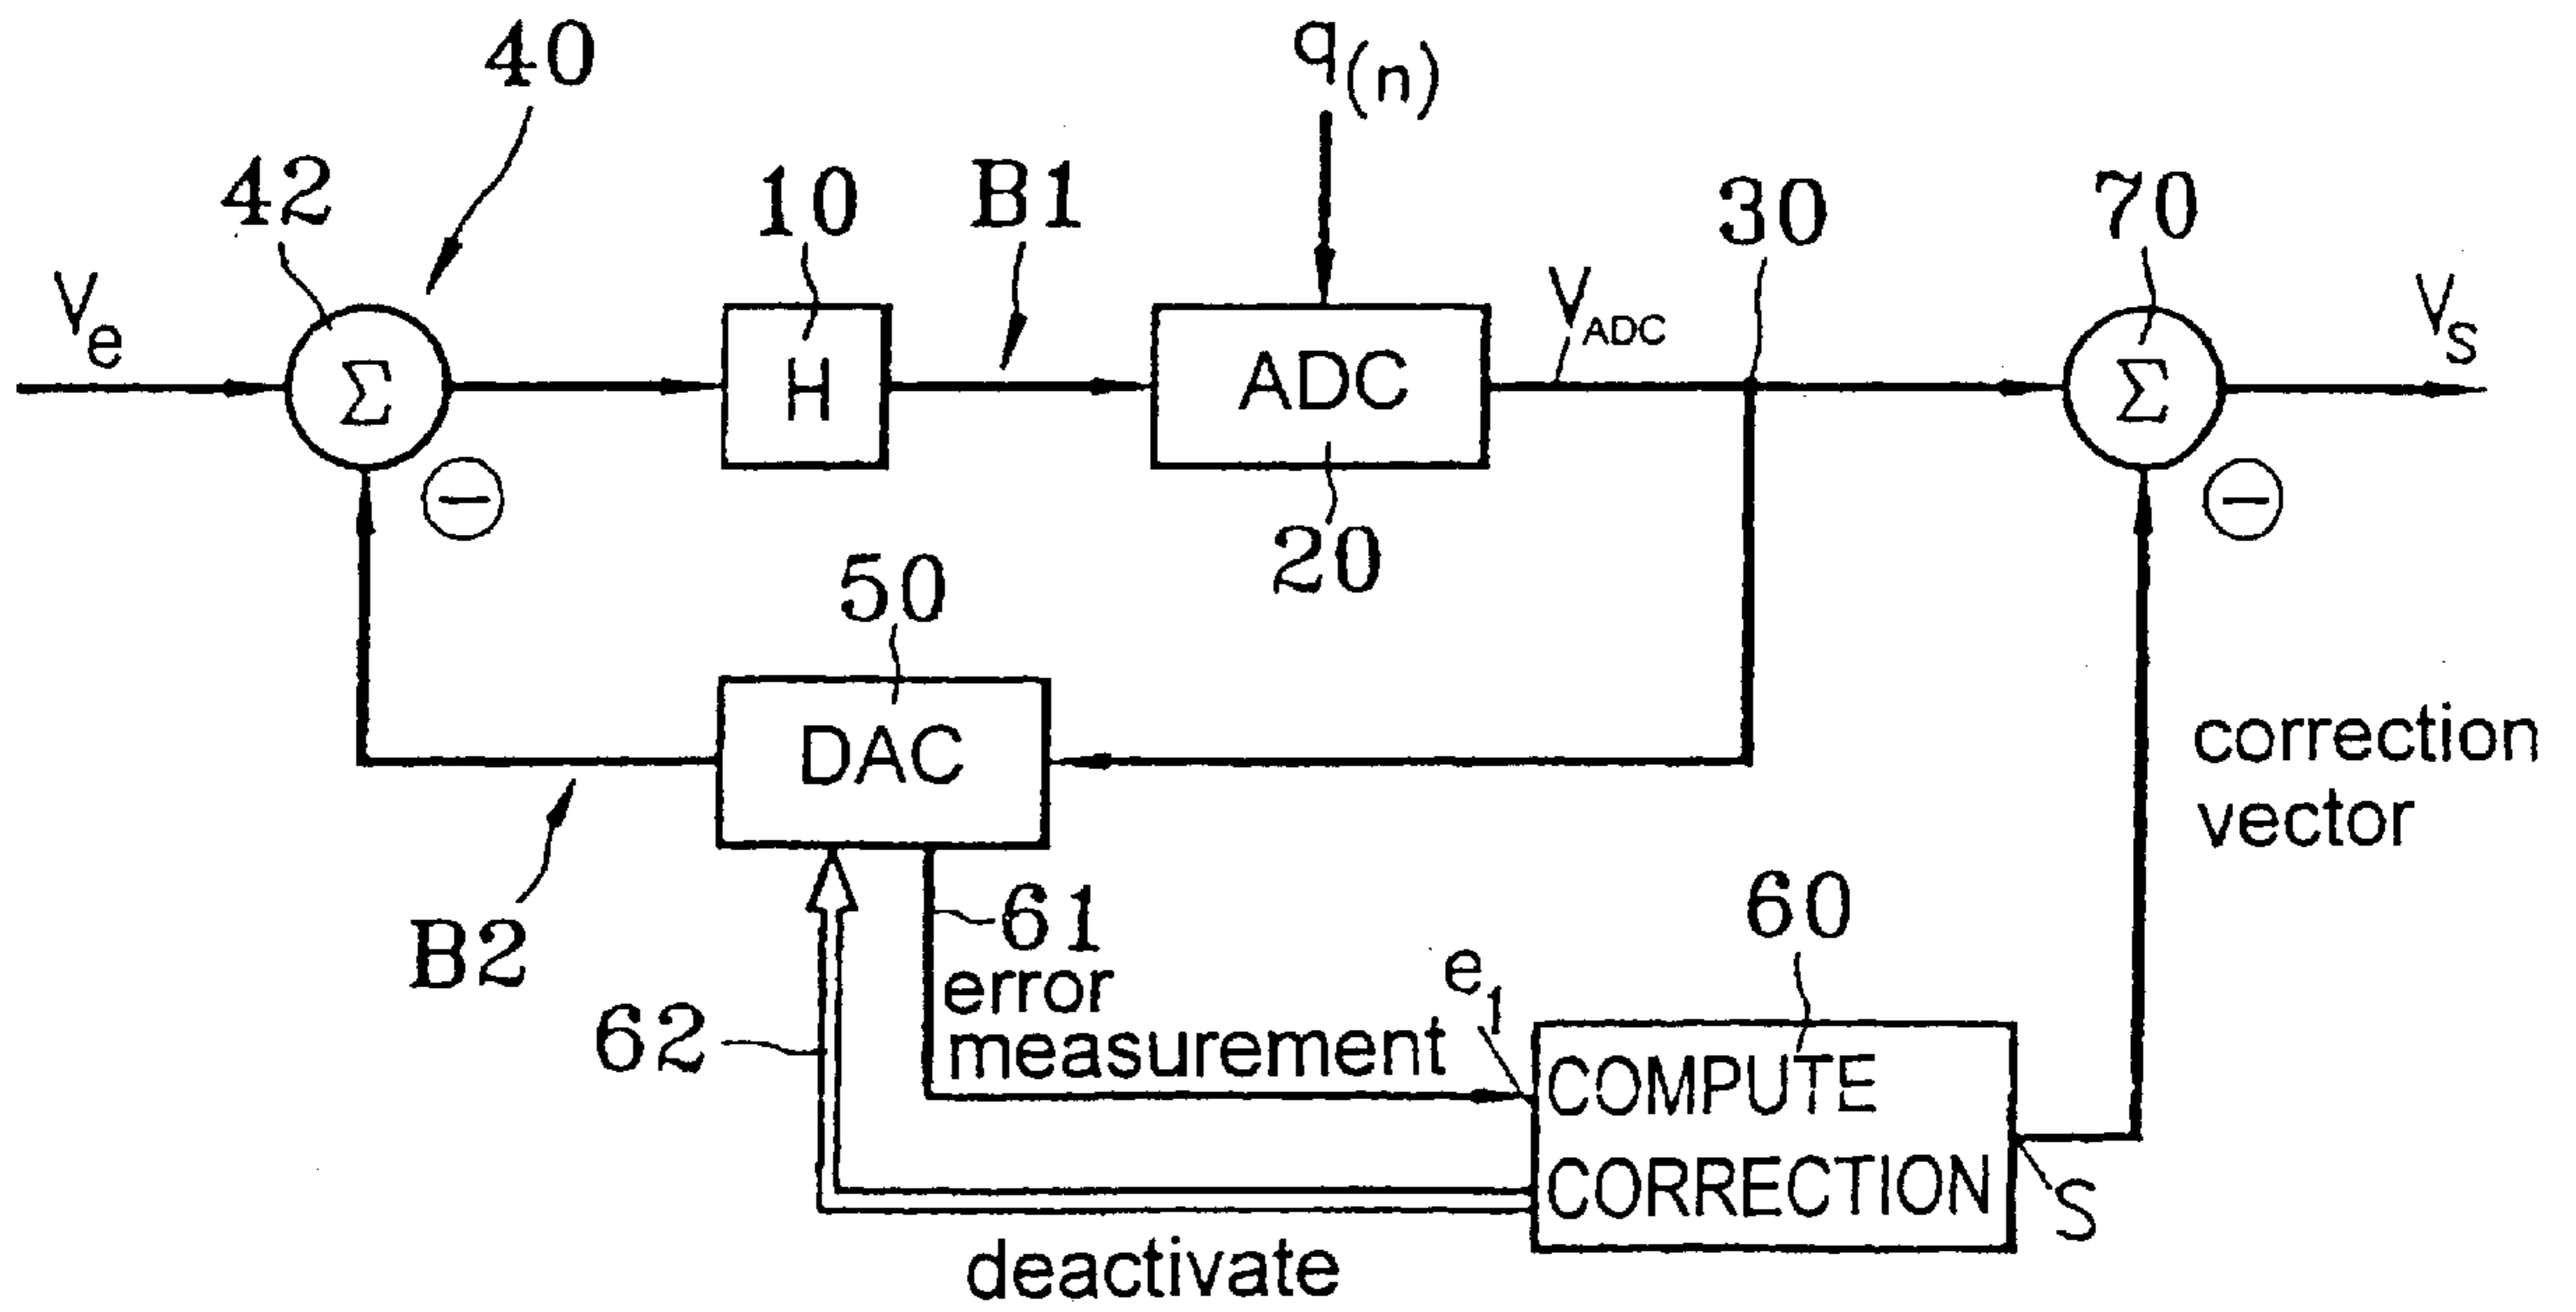 40
q(n)
42
10
B1
30
70
Ve
VADC
Vs
Σ
H
ADC
Σ
−
−
20
50
DAC
correction
vector
B2
61
error
measurement
62
e1
60
COMPUTE
CORRECTION
S
deactivate